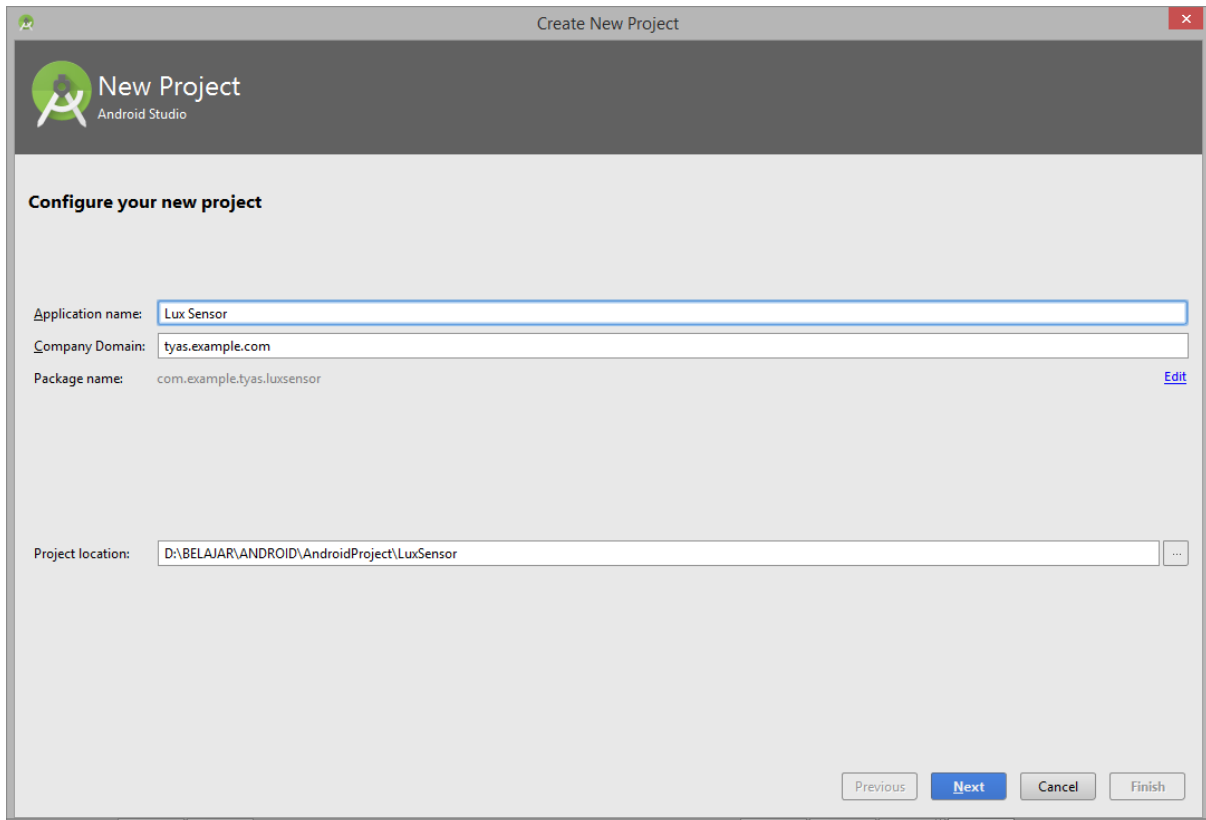 Create New Project
New Project
Android Studio
Configure your new project
Application name: Lux Sensor
Company Domain: tyas.example.com
Package name: com.example.tyas.luxsensor Edit
Project location: D:\BELAJAR\ANDROID\AndroidProject\LuxSensor ...
Previous Next Cancel Finish